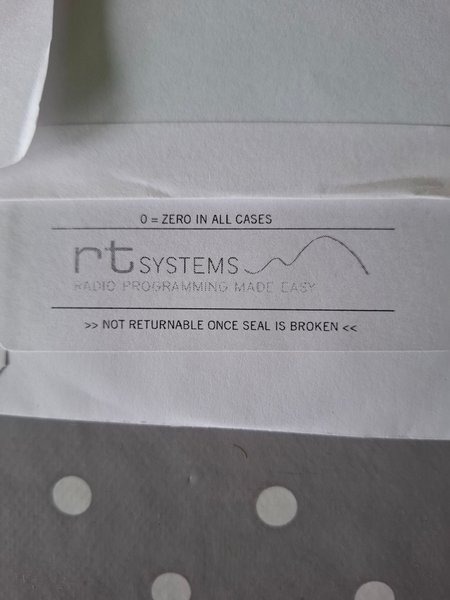 0 = ZERO IN ALL CASES
rt SYSTEMS
RADIO PROGRAMMING MADE EASY
>> NOT RETURNABLE ONCE SEAL IS BROKEN <<